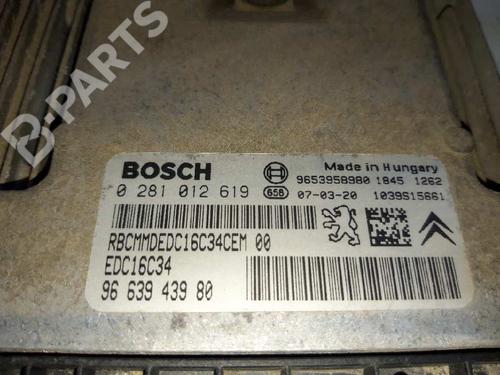 B-PARTS
BOSCH
Made in Hungary
9653958980 1845 1262
0 281 012 619 65B 07-03-20 1039S15661
RBCMMDEDC16C34CEM 00
EDC16C34
96 639 439 80